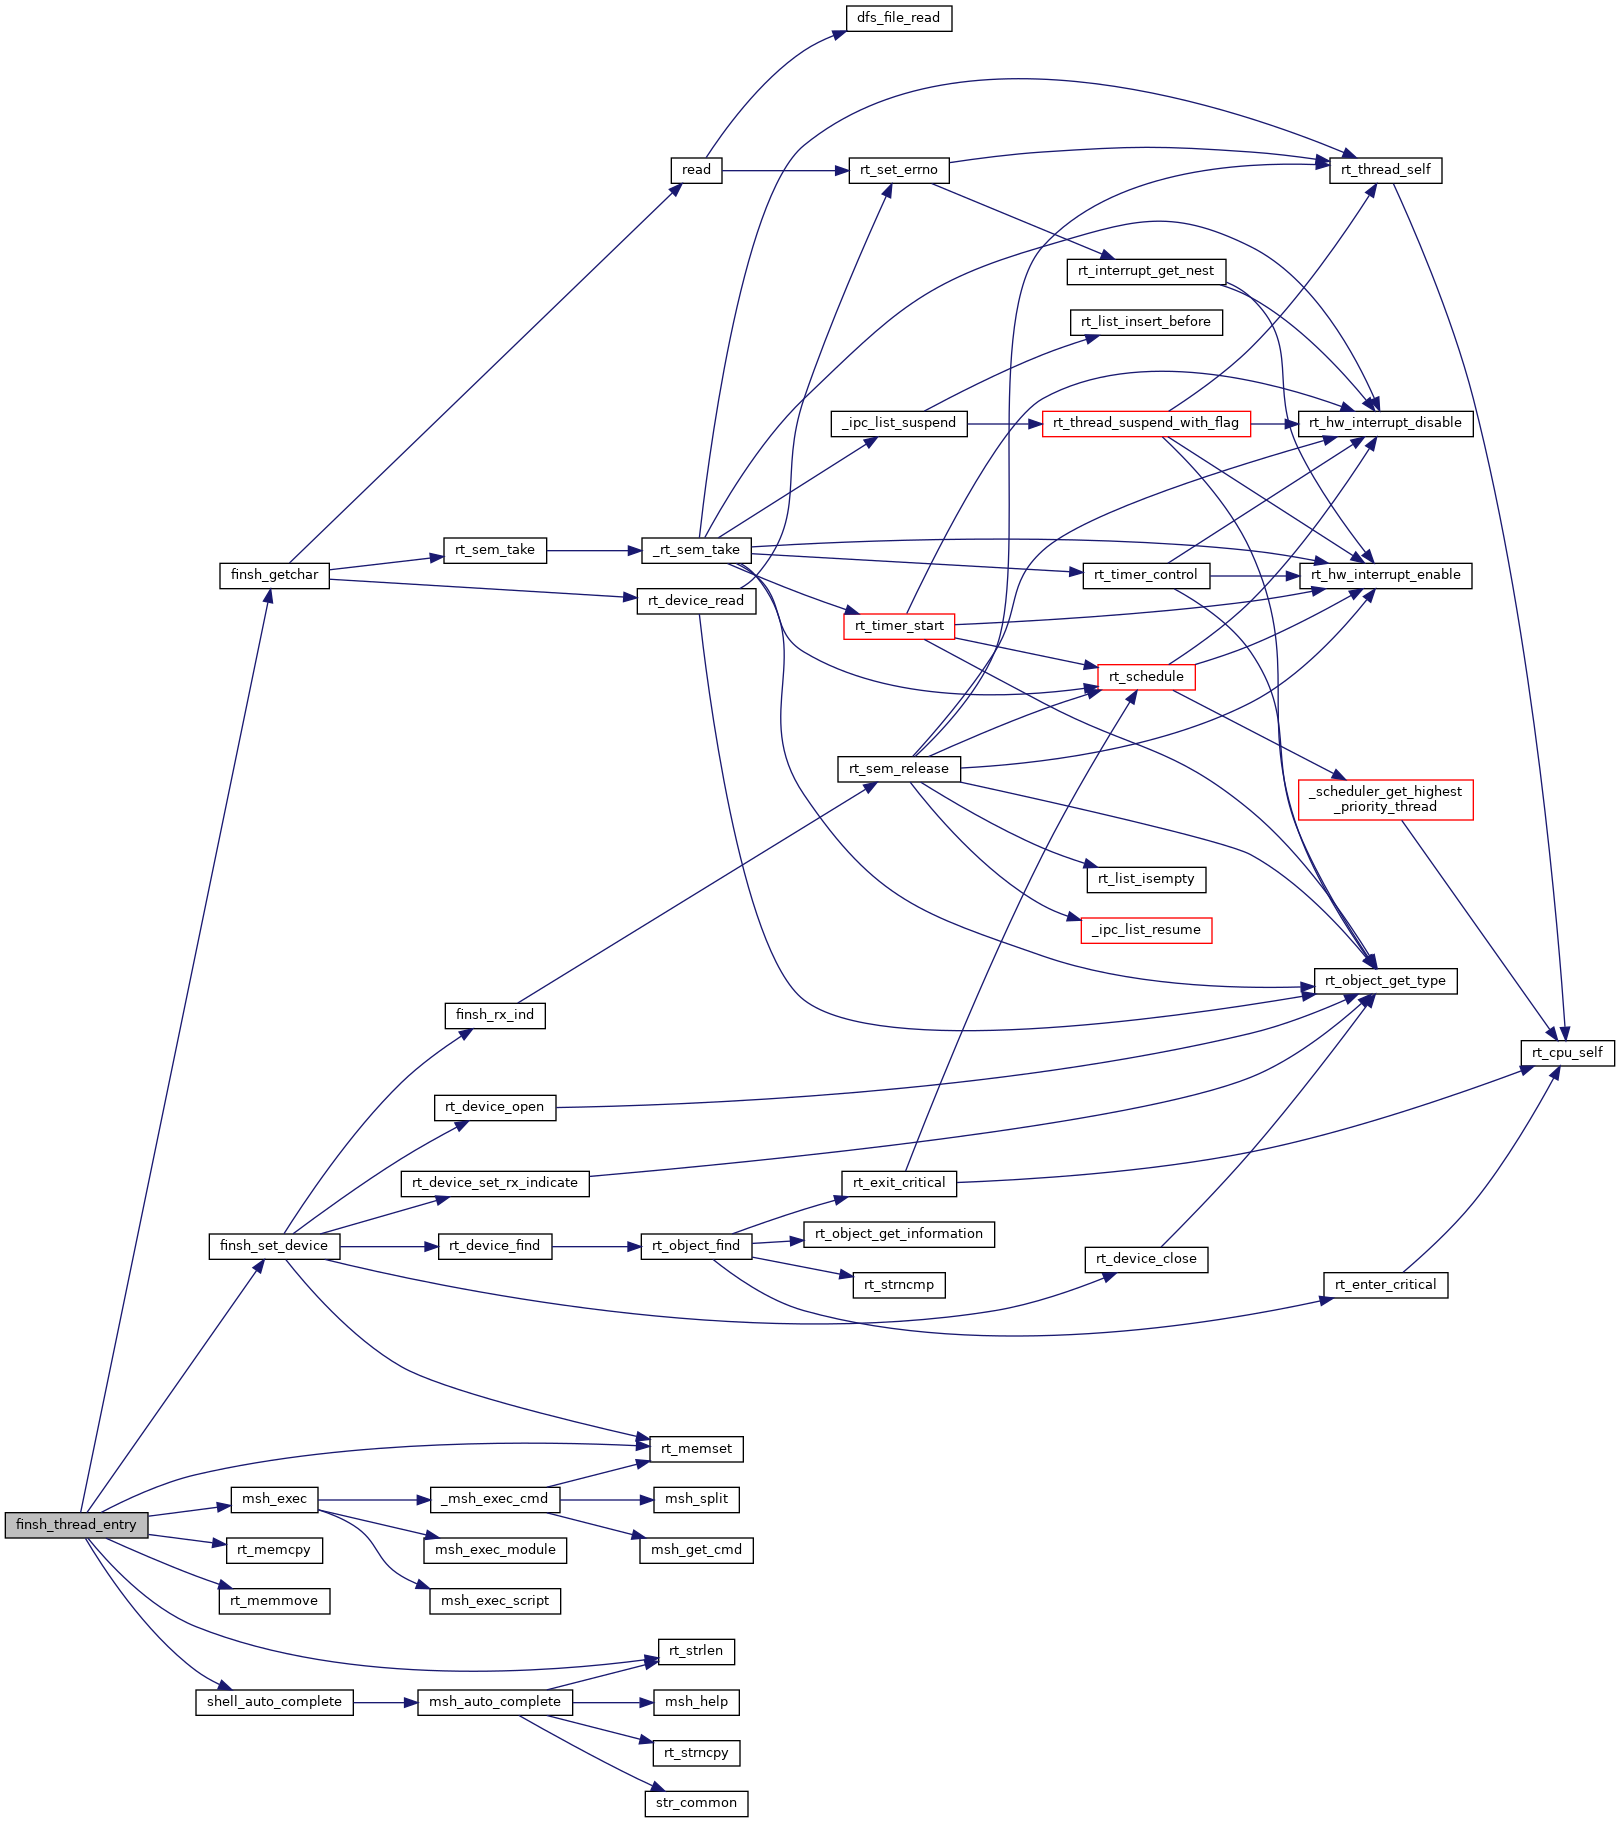 dfs_file_read
read
rt_set_errno
rt_thread_self
rt_interrupt_get_nest
rt_list_insert_before
_ipc_list_suspend
rt_thread_suspend_with_flag
rt_hw_interrupt_disable
rt_sem_take
_rt_sem_take
finsh_getchar
rt_timer_control
rt_hw_interrupt_enable
rt_device_read
rt_timer_start
rt_schedule
rt_sem_release
_scheduler_get_highest
_priority_thread
rt_list_isempty
_ipc_list_resume
rt_object_get_type
finsh_rx_ind
rt_cpu_self
rt_device_open
rt_device_set_rx_indicate
rt_exit_critical
rt_object_get_information
finsh_set_device
rt_device_find
rt_object_find
rt_device_close
rt_strncmp
rt_enter_critical
rt_memset
msh_exec
_msh_exec_cmd
msh_split
finsh_thread_entry
rt_memcpy
msh_exec_module
msh_get_cmd
rt_memmove
msh_exec_script
rt_strlen
shell_auto_complete
msh_auto_complete
msh_help
rt_strncpy
str_common